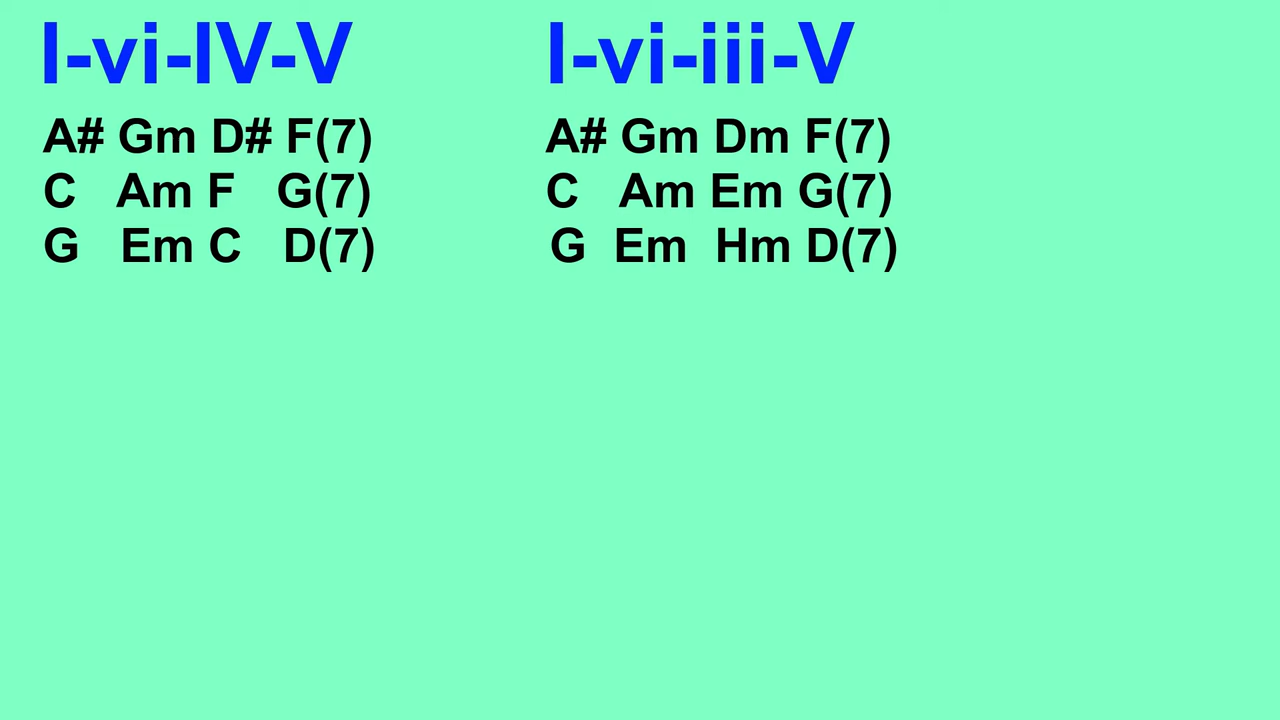 I-vi-IV-V
A# Gm D# F(7)
C Am F G(7)
G Em C D(7)
I-vi-iii-V
A# Gm Dm F(7)
C Am Em G(7)
G Em Hm D(7)